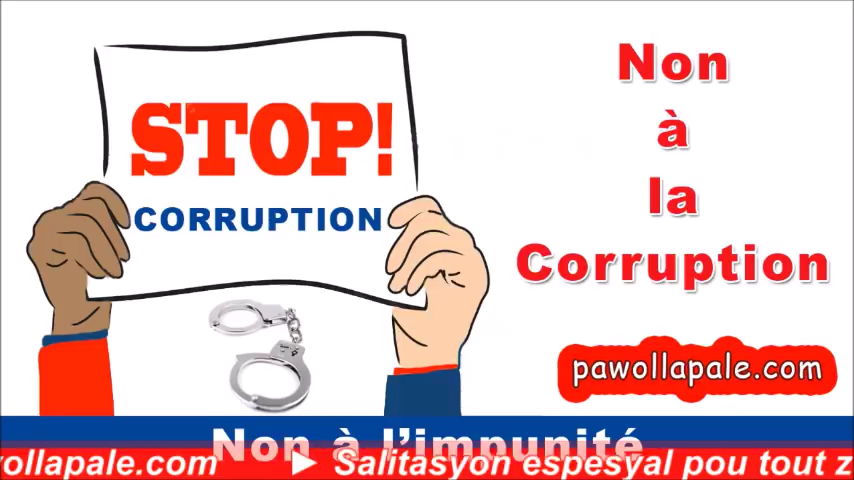 STOP!
CORRUPTION
Non
à
la
Corruption
pawollapale.com
Non à l'impunité
ollapale.com ► Salitasyon espesyal pou tout z